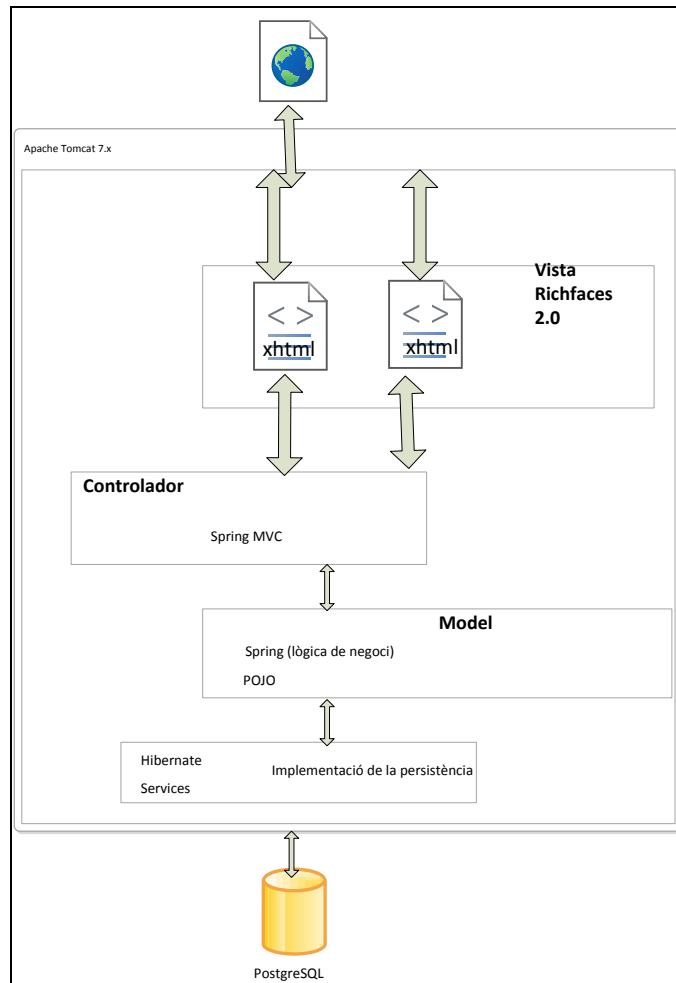 Apache Tomcat 7.x
Vista
Richfaces
2.0
< >
xhtml
< >
xhtml
Controlador
Spring MVC
Model
Spring (lògica de negoci)
POJO
Hibernate
Implementació de la persistència
Services
PostgreSQL